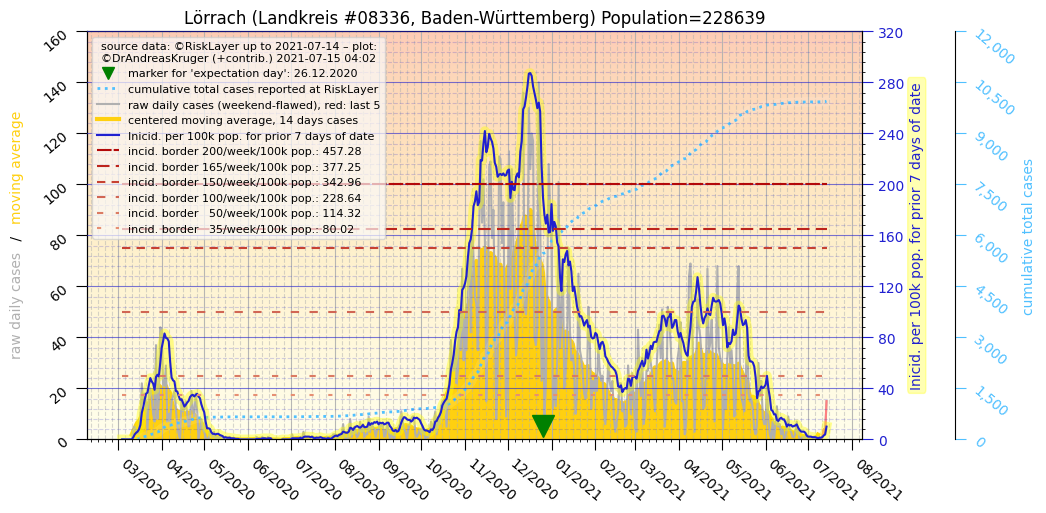 Lörrach (Landkreis #08336, Baden-Württemberg) Population=228639
source data: ©RiskLayer up to 2021-07-14 – plot:
©DrAndreasKruger (+contrib.) 2021-07-15 04:02
marker for 'expectation day': 26.12.2020
cumulative total cases reported at RiskLayer
raw daily cases (weekend-flawed), red: last 5
centered moving average, 14 days cases
Inicid. per 100k pop. for prior 7 days of date
incid. border 200/week/100k pop.: 457.28
incid. border 165/week/100k pop.: 377.25
incid. border 150/week/100k pop.: 342.96
incid. border 100/week/100k pop.: 228.64
incid. border   50/week/100k pop.: 114.32
incid. border   35/week/100k pop.: 80.02
raw daily cases   /   moving average
160
140
120
100
80
60
40
20
0
320
280
240
200
160
120
80
40
0
Inicid. per 100k pop. for prior 7 days of date
12,000
10,500
9,000
7,500
6,000
4,500
3,000
1,500
0
cumulative total cases
03/2020
04/2020
05/2020
06/2020
07/2020
08/2020
09/2020
10/2020
11/2020
12/2020
01/2021
02/2021
03/2021
04/2021
05/2021
06/2021
07/2021
08/2021